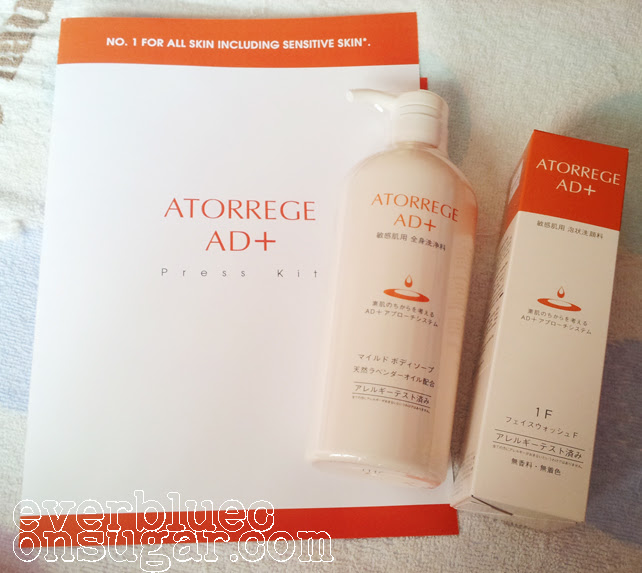 NO. 1 FOR ALL SKIN INCLUDING SENSITIVE SKIN*.
ATORREGE
AD+
Press Kit
ATORREGE
AD+
敏感肌用 全身洗浄料
素肌のちからを考える
AD+ アプローチシステム
マイルド ボディソープ
天然ラベンダーオイル配合
アレルギーテスト済み
ATORREGE
AD+
敏感肌用 泡状洗顔料
素肌のちからを考える
AD+ アプローチシステム
1F
フェイスウォッシュF
アレルギーテスト済み
無香料・無着色
everbluec
onsugar.com